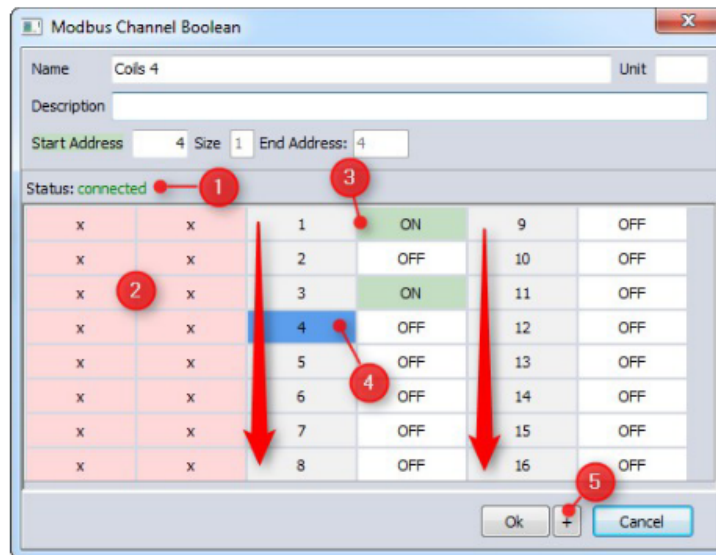 Modbus Channel Boolean
x
Name Coils 4 Unit
Description
Start Address 4 Size 1 End Address: 4
Status: connected 1 3
x x 1 ON 9 OFF
x x 2 OFF 10 OFF
x 2 x 3 ON 11 OFF
x x 4 OFF 12 OFF
x x 5 4 OFF 13 OFF
x x 6 OFF 14 OFF
x x 7 OFF 15 OFF
x x 8 OFF 16 OFF
5
Ok + Cancel